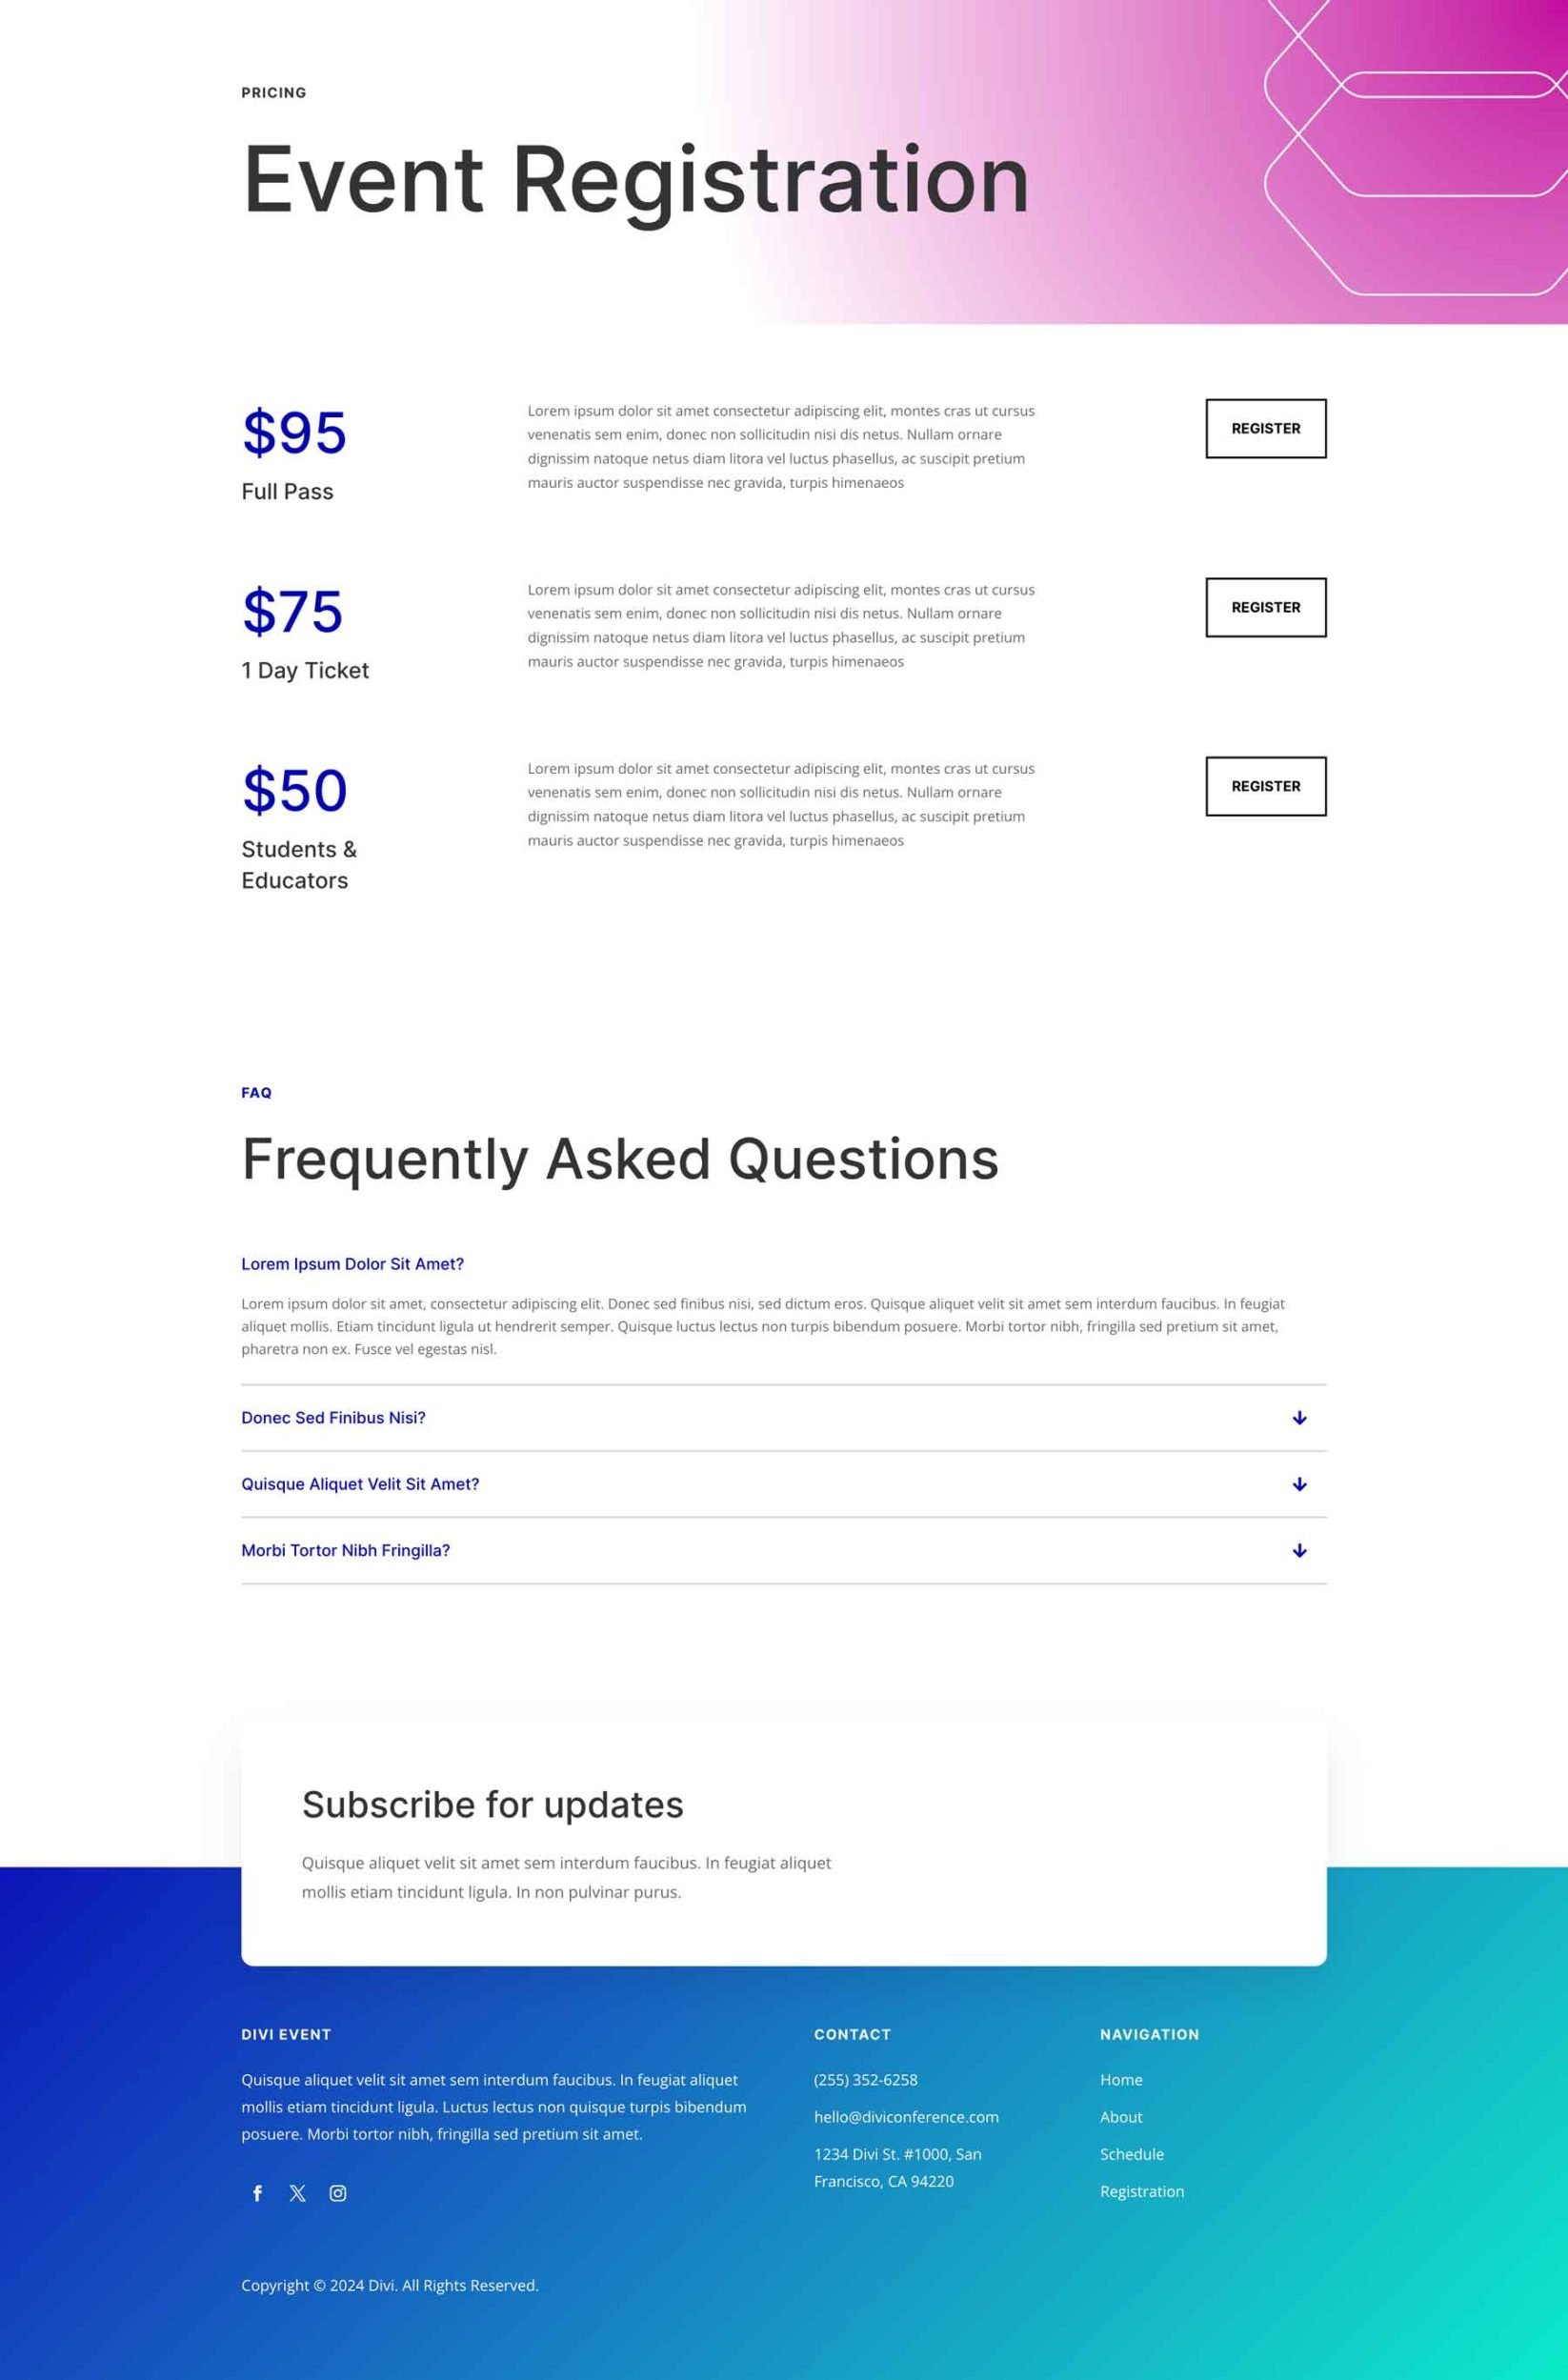 PRICING
Event Registration
$95
Full Pass
Lorem ipsum dolor sit amet consectetur adipiscing elit, montes cras ut cursus
venenatis sem enim, donec non sollicitudin nisi dis netus. Nullam ornare
dignissim natoque netus diam litora vel luctus phasellus, ac suscipit pretium
mauris auctor suspendisse nec gravida, turpis himenaeos
REGISTER
$75
1 Day Ticket
Lorem ipsum dolor sit amet consectetur adipiscing elit, montes cras ut cursus
venenatis sem enim, donec non sollicitudin nisi dis netus. Nullam ornare
dignissim natoque netus diam litora vel luctus phasellus, ac suscipit pretium
mauris auctor suspendisse nec gravida, turpis himenaeos
REGISTER
$50
Students &
Educators
Lorem ipsum dolor sit amet consectetur adipiscing elit, montes cras ut cursus
venenatis sem enim, donec non sollicitudin nisi dis netus. Nullam ornare
dignissim natoque netus diam litora vel luctus phasellus, ac suscipit pretium
mauris auctor suspendisse nec gravida, turpis himenaeos
REGISTER
FAQ
Frequently Asked Questions
Lorem Ipsum Dolor Sit Amet?
Lorem ipsum dolor sit amet, consectetur adipiscing elit. Donec sed finibus nisi, sed dictum eros. Quisque aliquet velit sit amet sem interdum faucibus. In feugiat
aliquet mollis. Etiam tincidunt ligula ut hendrerit semper. Quisque luctus lectus non turpis bibendum posuere. Morbi tortor nibh, fringilla sed pretium sit amet,
pharetra non ex. Fusce vel egestas nisl.
Donec Sed Finibus Nisi?
Quisque Aliquet Velit Sit Amet?
Morbi Tortor Nibh Fringilla?
Subscribe for updates
Quisque aliquet velit sit amet sem interdum faucibus. In feugiat aliquet
mollis etiam tincidunt ligula. In non pulvinar purus.
DIVI EVENT
Quisque aliquet velit sit amet sem interdum faucibus. In feugiat aliquet
mollis etiam tincidunt ligula. Luctus lectus non quisque turpis bibendum
posuere. Morbi tortor nibh, fringilla sed pretium sit amet.
CONTACT
(255) 352-6258
hello@diviconference.com
1234 Divi St. #1000, San
Francisco, CA 94220
NAVIGATION
Home
About
Schedule
Registration
Copyright © 2024 Divi. All Rights Reserved.